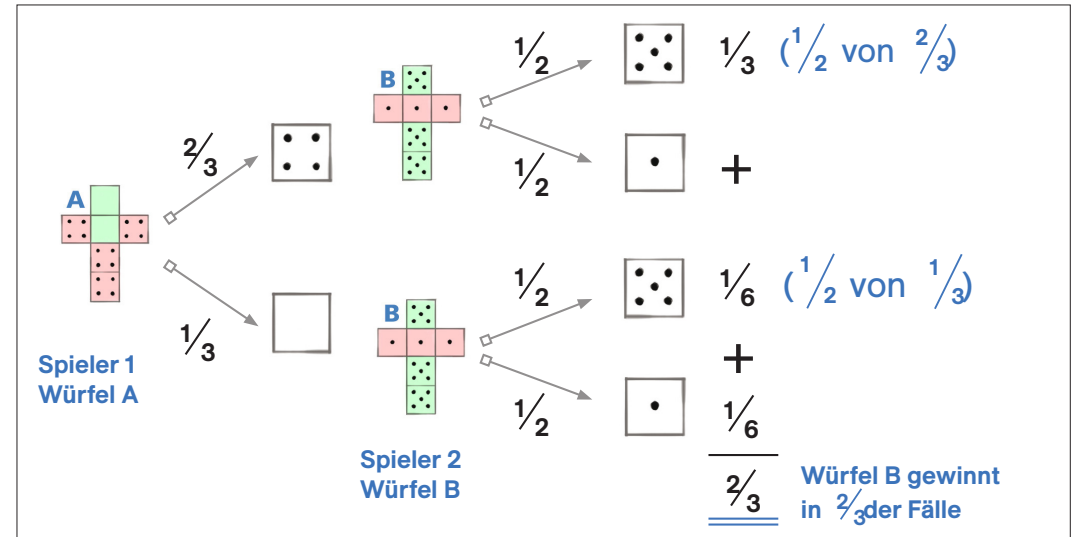 1/2
1/3 (1/2 von 2/3)
B
2/3
1/2
+
A
1/2
1/6 (1/2 von 1/3)
B
1/3
+
Spieler 1
Würfel A
1/2
1/6
Spieler 2
Würfel B
2/3
Würfel B gewinnt
in 2/3 der Fälle